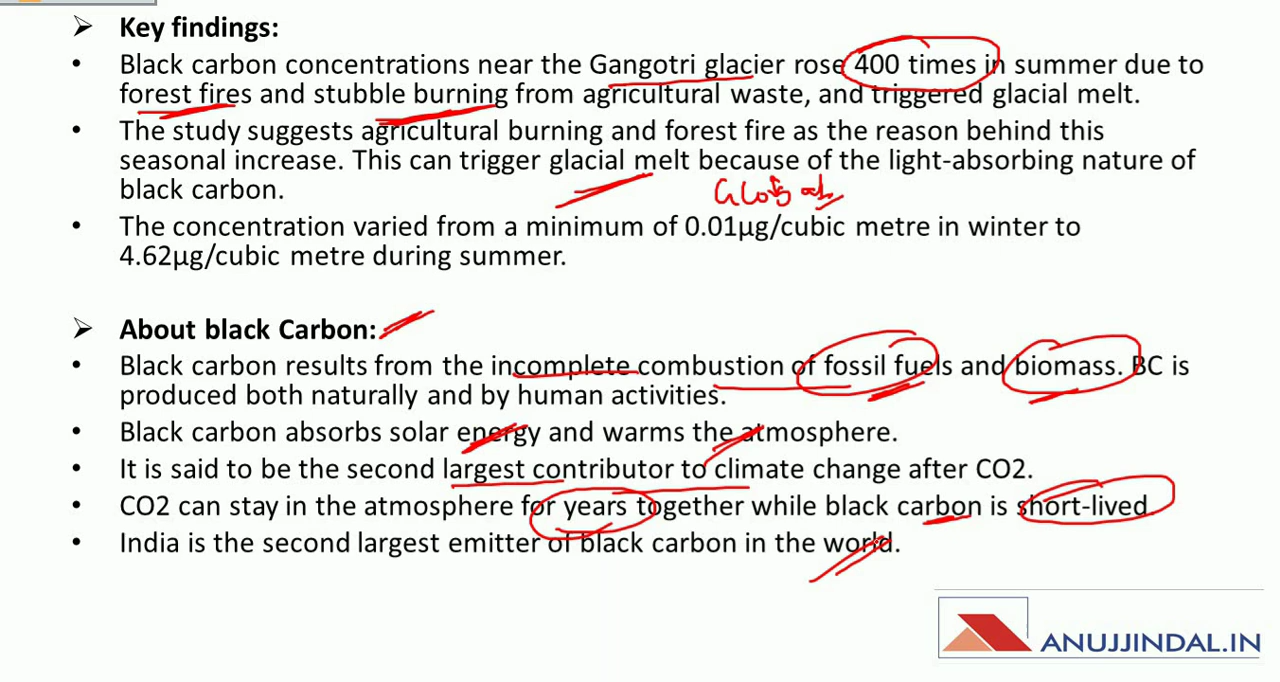 ➢ Key findings:
• Black carbon concentrations near the Gangotri glacier rose 400 times in summer due to
forest fires and stubble burning from agricultural waste, and triggered glacial melt.
• The study suggests agricultural burning and forest fire as the reason behind this
seasonal increase. This can trigger glacial melt because of the light-absorbing nature of
black carbon.
• The concentration varied from a minimum of 0.01µg/cubic metre in winter to
4.62µg/cubic metre during summer.
➢ About black Carbon:
• Black carbon results from the incomplete combustion of fossil fuels and biomass. BC is
produced both naturally and by human activities.
• Black carbon absorbs solar energy and warms the atmosphere.
• It is said to be the second largest contributor to climate change after CO2.
• CO2 can stay in the atmosphere for years together while black carbon is short-lived.
• India is the second largest emitter of black carbon in the world.
ANUJJINDAL.IN